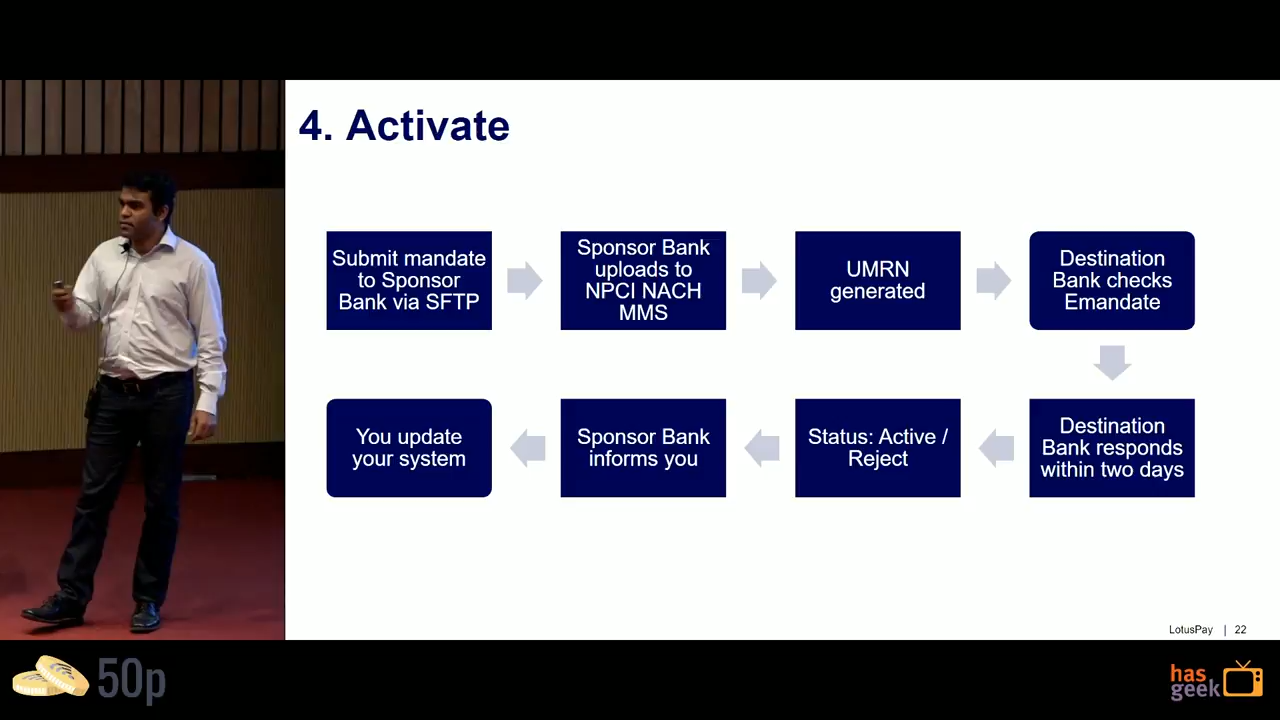 4. Activate
Submit mandate
to Sponsor
Bank via SFTP
Sponsor Bank
uploads to
NPCI NACH
MMS
UMRN
generated
Destination
Bank checks
Emandate
Destination
Bank responds
within two days
Status: Active /
Reject
Sponsor Bank
informs you
You update
your system
LotusPay | 22
50p
has
geek